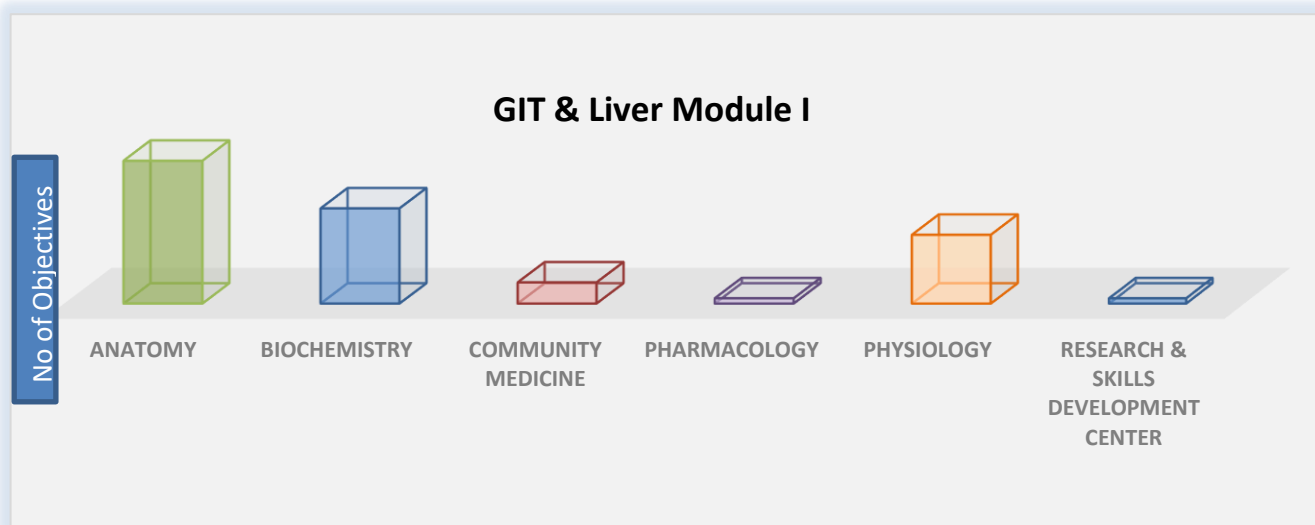 GIT & Liver Module I
No of Objectives
ANATOMY
BIOCHEMISTRY
COMMUNITY
MEDICINE
PHARMACOLOGY
PHYSIOLOGY
RESEARCH &
SKILLS
DEVELOPMENT
CENTER